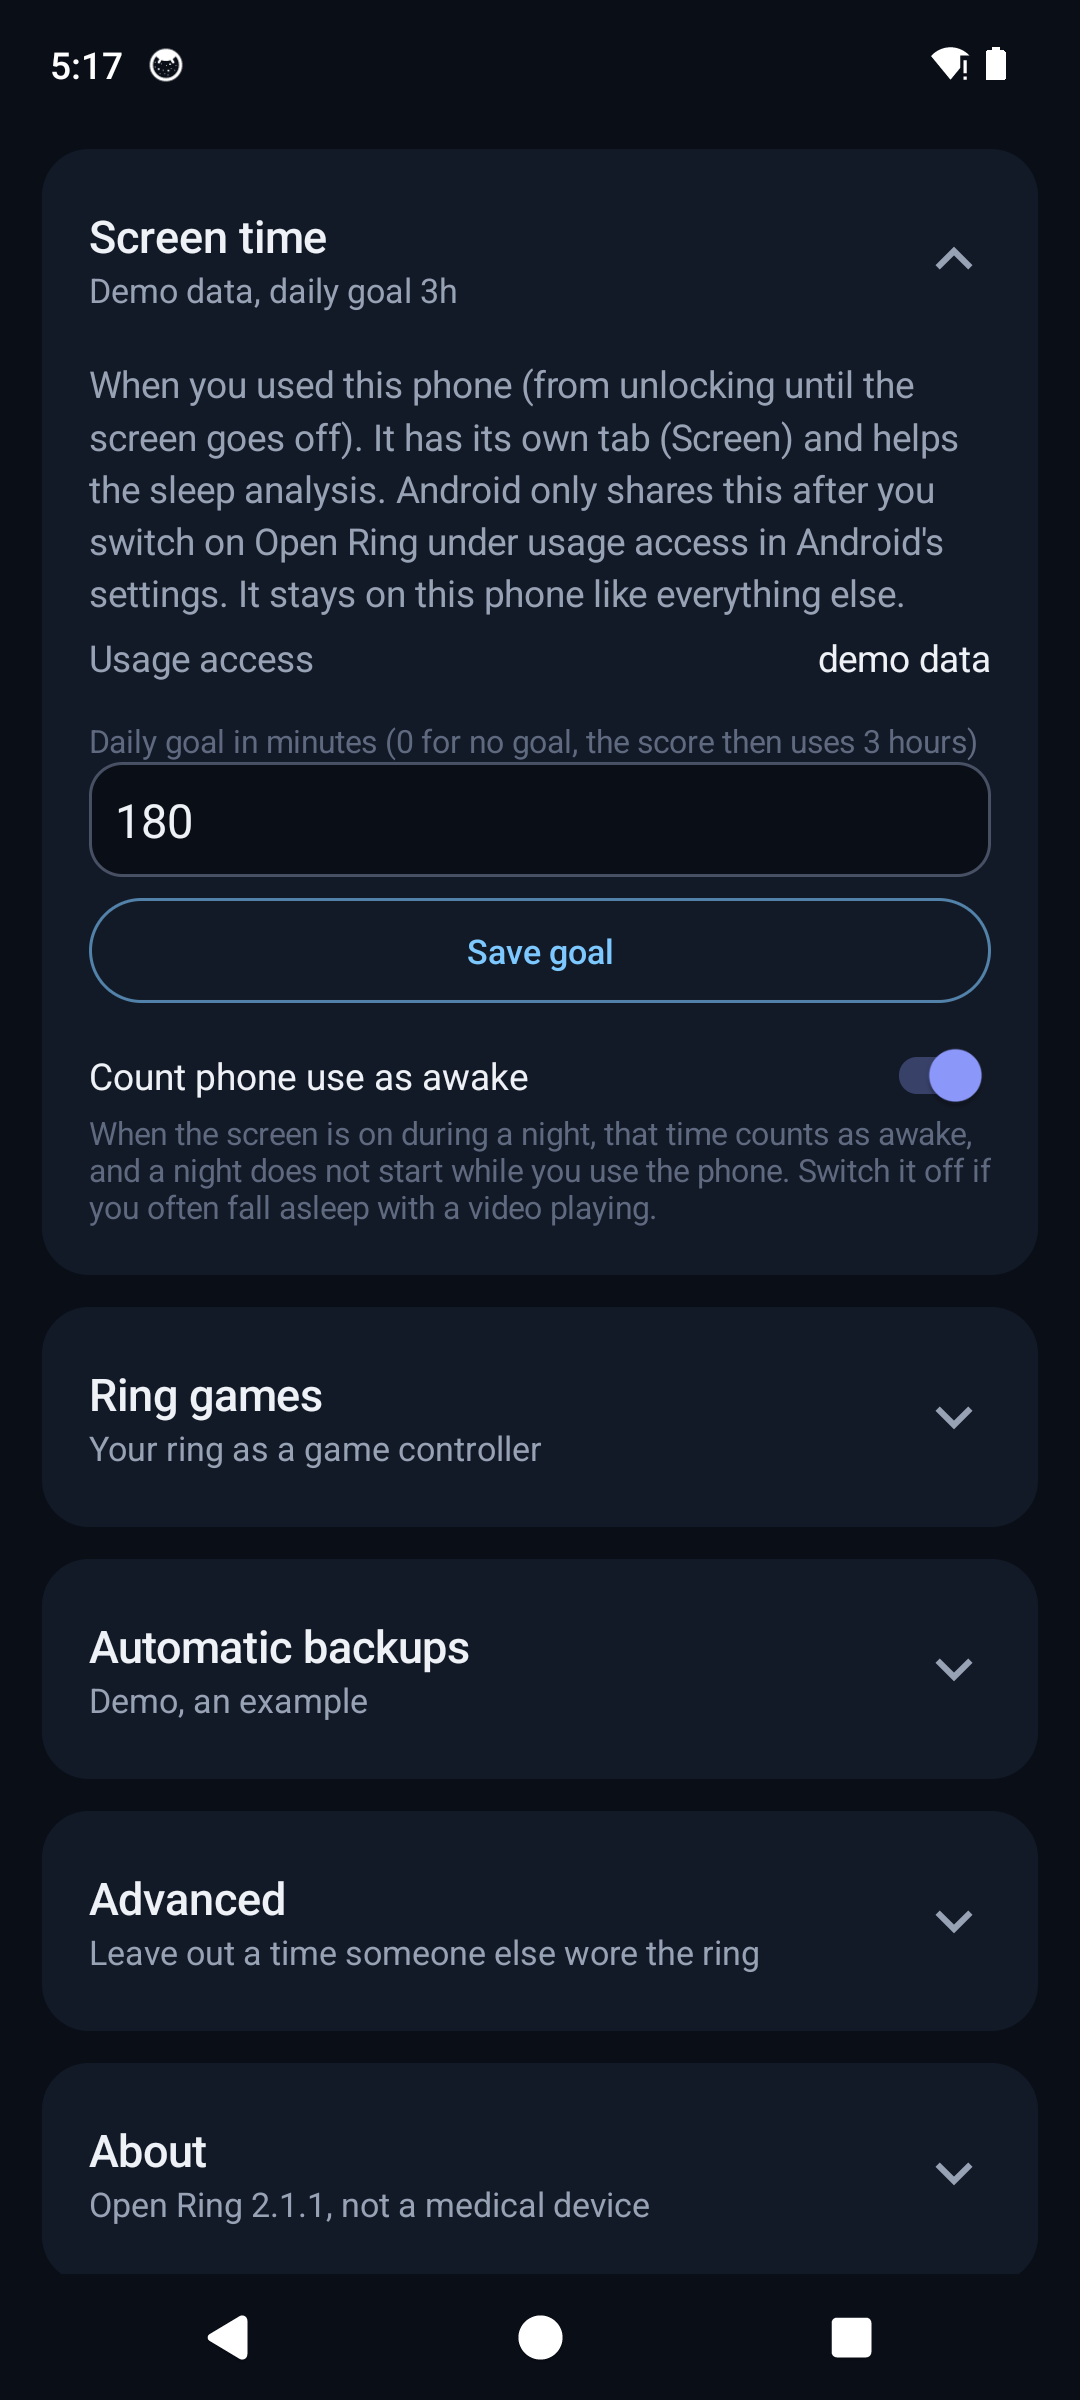 5:17
Screen time
Demo data, daily goal 3h
When you used this phone (from unlocking until the
screen goes off). It has its own tab (Screen) and helps
the sleep analysis. Android only shares this after you
switch on Open Ring under usage access in Android's
settings. It stays on this phone like everything else.
Usage access demo data
Daily goal in minutes (0 for no goal, the score then uses 3 hours)
180
Save goal
Count phone use as awake
When the screen is on during a night, that time counts as awake,
and a night does not start while you use the phone. Switch it off if
you often fall asleep with a video playing.
Ring games
Your ring as a game controller
Automatic backups
Demo, an example
Advanced
Leave out a time someone else wore the ring
About
Open Ring 2.1.1, not a medical device